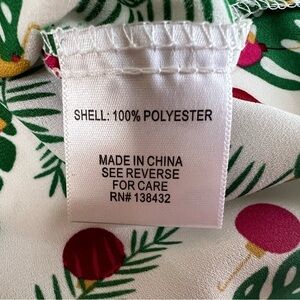 SHELL: 100% POLYESTER
MADE IN CHINA
SEE REVERSE
FOR CARE
RN# 138432